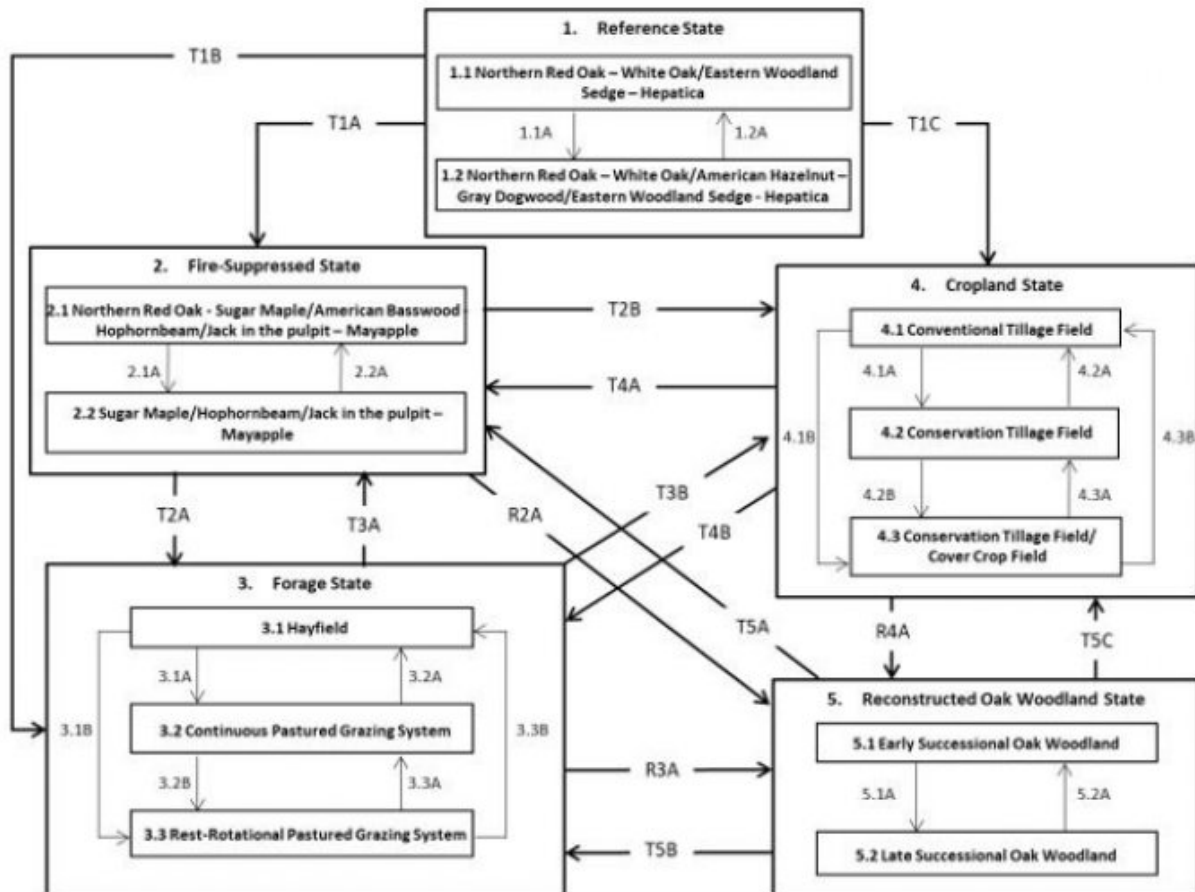 1. Reference State
1.1 Northern Red Oak – White Oak/Eastern Woodland
Sedge – Hepatica
1.1A
1.2A
1.2 Northern Red Oak – White Oak/American Hazelnut –
Gray Dogwood/Eastern Woodland Sedge - Hepatica
T1B
T1A
T1C
2. Fire-Suppressed State
2.1 Northern Red Oak - Sugar Maple/American Basswood -
Hophornbeam/Jack in the pulpit – Mayapple
2.1A
2.2A
2.2 Sugar Maple/Hophornbeam/Jack in the pulpit –
Mayapple
T2B
T4A
4. Cropland State
4.1 Conventional Tillage Field
4.1A
4.2A
4.2 Conservation Tillage Field
4.1B
4.3B
4.2B
4.3A
4.3 Conservation Tillage Field/
Cover Crop Field
T2A
T3A
R2A
T3B
T4B
T5A
R4A
T5C
3. Forage State
3.1 Hayfield
3.1A
3.2A
3.2 Continuous Pastured Grazing System
3.1B
3.3B
3.2B
3.3A
3.3 Rest-Rotational Pastured Grazing System
R3A
T5B
5. Reconstructed Oak Woodland State
5.1 Early Successional Oak Woodland
5.1A
5.2A
5.2 Late Successional Oak Woodland